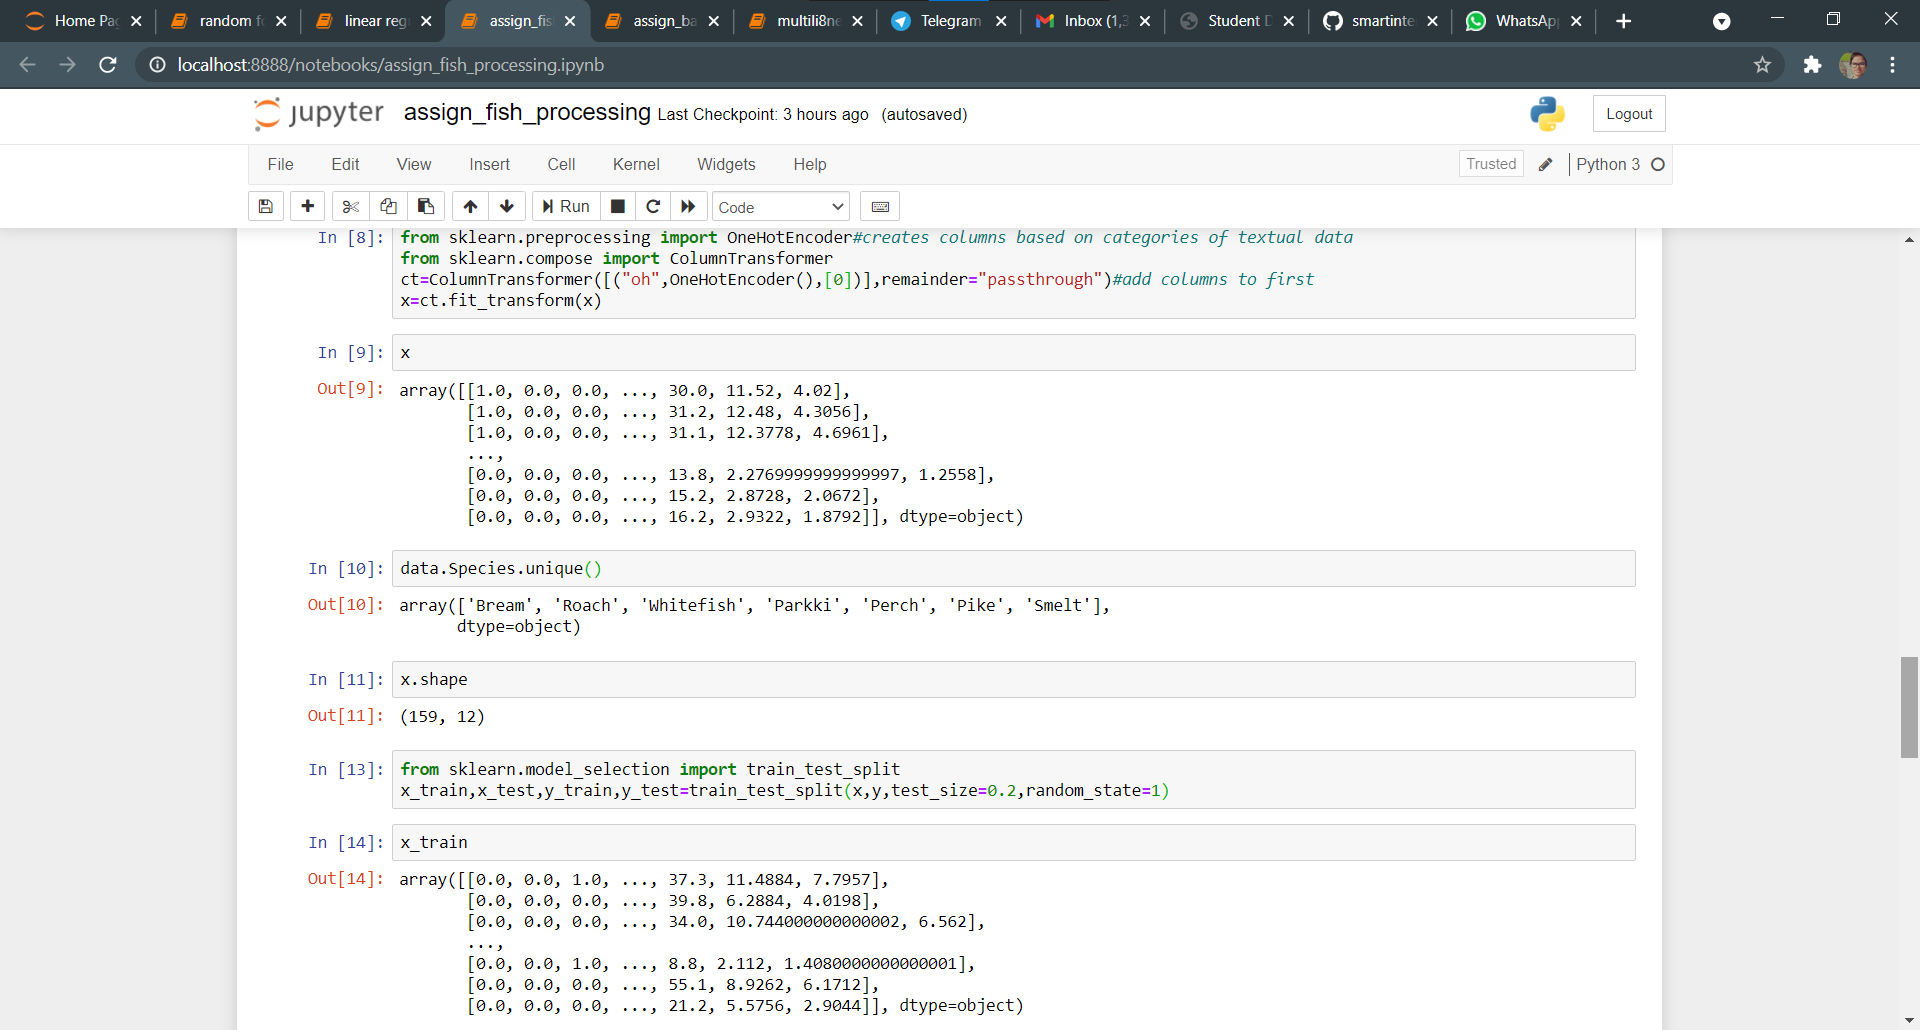 Home Pa
random f
linear reg
assign_fis
assign_ba
multili8ne
Telegram
Inbox (1,3
Student D
smartinte
WhatsAp
localhost:8888/notebooks/assign_fish_processing.ipynb
jupyter assign_fish_processing Last Checkpoint: 3 hours ago (autosaved)
Logout
File Edit View Insert Cell Kernel Widgets Help
Trusted
Python 3
Run
Code
In [8]: from sklearn.preprocessing import OneHotEncoder#creates columns based on categories of textual data
from sklearn.compose import ColumnTransformer
ct=ColumnTransformer([("oh",OneHotEncoder(),[0])],remainder="passthrough")#add columns to first
x=ct.fit_transform(x)
In [9]: x
Out[9]: array([[1.0, 0.0, 0.0, ..., 30.0, 11.52, 4.02],
[1.0, 0.0, 0.0, ..., 31.2, 12.48, 4.3056],
[1.0, 0.0, 0.0, ..., 31.1, 12.3778, 4.6961],
...,
[0.0, 0.0, 0.0, ..., 13.8, 2.2769999999999997, 1.2558],
[0.0, 0.0, 0.0, ..., 15.2, 2.8728, 2.0672],
[0.0, 0.0, 0.0, ..., 16.2, 2.9322, 1.8792]], dtype=object)
In [10]: data.Species.unique()
Out[10]: array(['Bream', 'Roach', 'Whitefish', 'Parkki', 'Perch', 'Pike', 'Smelt'],
dtype=object)
In [11]: x.shape
Out[11]: (159, 12)
In [13]: from sklearn.model_selection import train_test_split
x_train,x_test,y_train,y_test=train_test_split(x,y,test_size=0.2,random_state=1)
In [14]: x_train
Out[14]: array([[0.0, 0.0, 1.0, ..., 37.3, 11.4884, 7.7957],
[0.0, 0.0, 0.0, ..., 39.8, 6.2884, 4.0198],
[0.0, 0.0, 0.0, ..., 34.0, 10.744000000000002, 6.562],
...,
[0.0, 0.0, 1.0, ..., 8.8, 2.112, 1.4080000000000001],
[0.0, 0.0, 0.0, ..., 55.1, 8.9262, 6.1712],
[0.0, 0.0, 0.0, ..., 21.2, 5.5756, 2.9044]], dtype=object)